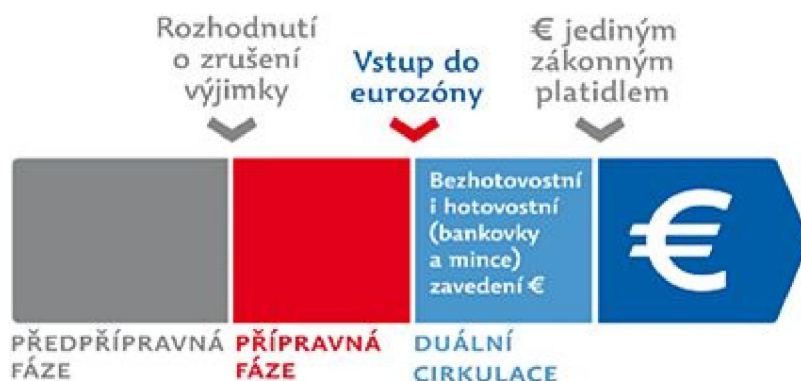 Rozhodnutí
o zrušení
výjimky
Vstup do
eurozóny
€ jediným
zákonným
platidlem
Bezhotovostní
i hotovostní
(bankovky
a mince)
zavedení €
€
PŘEDPŘÍPRAVNÁ
FÁZE
PŘÍPRAVNÁ
FÁZE
DUÁLNÍ
CIRKULACE